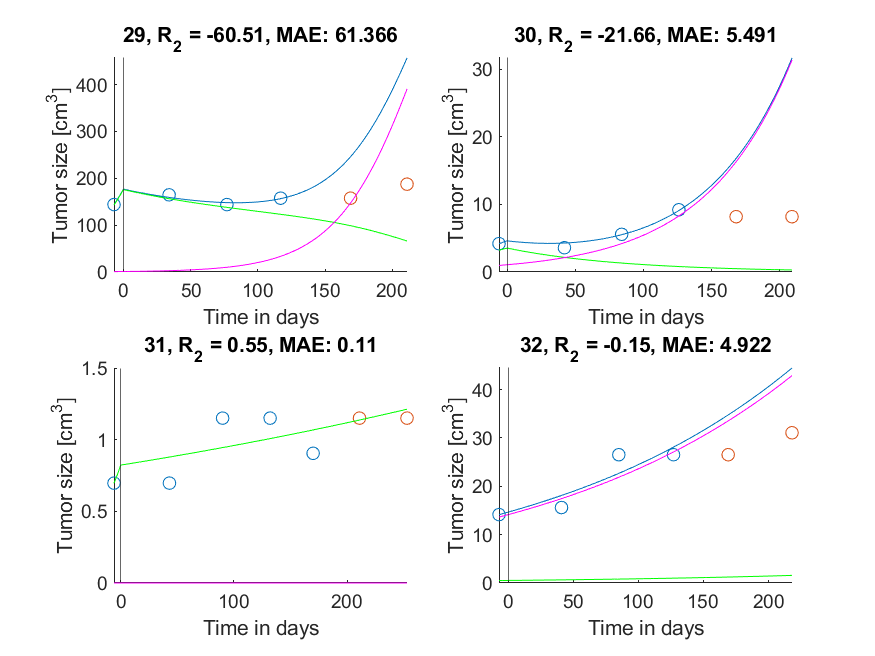 29, R2 = -60.51, MAE: 61.366
Tumor size [cm3]
400
300
200
100
0
0 50 100 150 200
Time in days
30, R2 = -21.66, MAE: 5.491
Tumor size [cm3]
30
20
10
0
0 50 100 150 200
Time in days
31, R2 = 0.55, MAE: 0.11
Tumor size [cm3]
1.5
1
0.5
0
0 100 200
Time in days
32, R2 = -0.15, MAE: 4.922
Tumor size [cm3]
40
30
20
10
0
0 50 100 150 200
Time in days